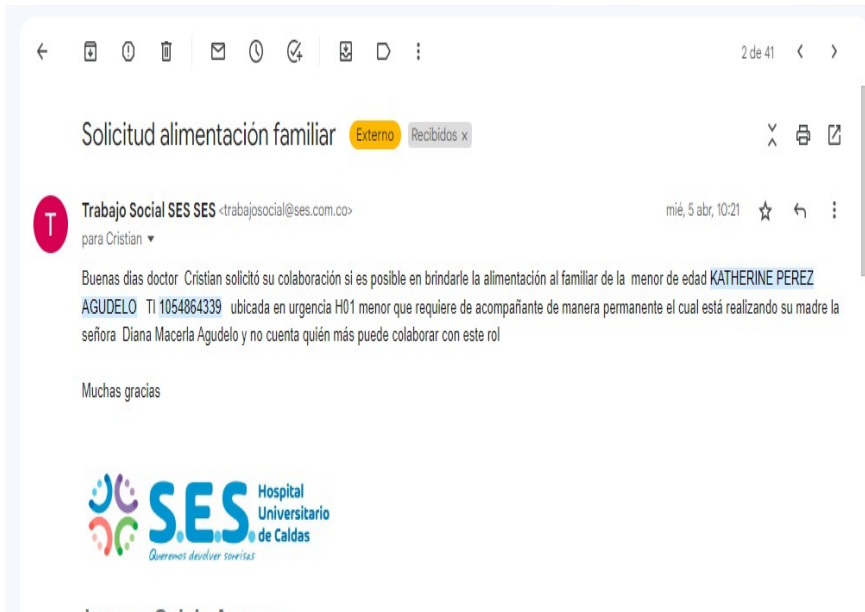 2 de 41
Solicitud alimentación familiar Externo Recibidos x
T
Trabajo Social SES SES <trabajosocial@ses.com.co> mié, 5 abr, 10:21
para Cristian
Buenas dias doctor Cristian solicitó su colaboración si es posible en brindarle la alimentación al familiar de la menor de edad KATHERINE PEREZ
AGUDELO TI 1054864339 ubicada en urgencia H01 menor que requiere de acompañante de manera permanente el cual está realizando su madre la
señora Diana Macerla Agudelo y no cuenta quién más puede colaborar con este rol
Muchas gracias
S.E.S Hospital
Universitario
de Caldas
Queremos devolver sonrisas